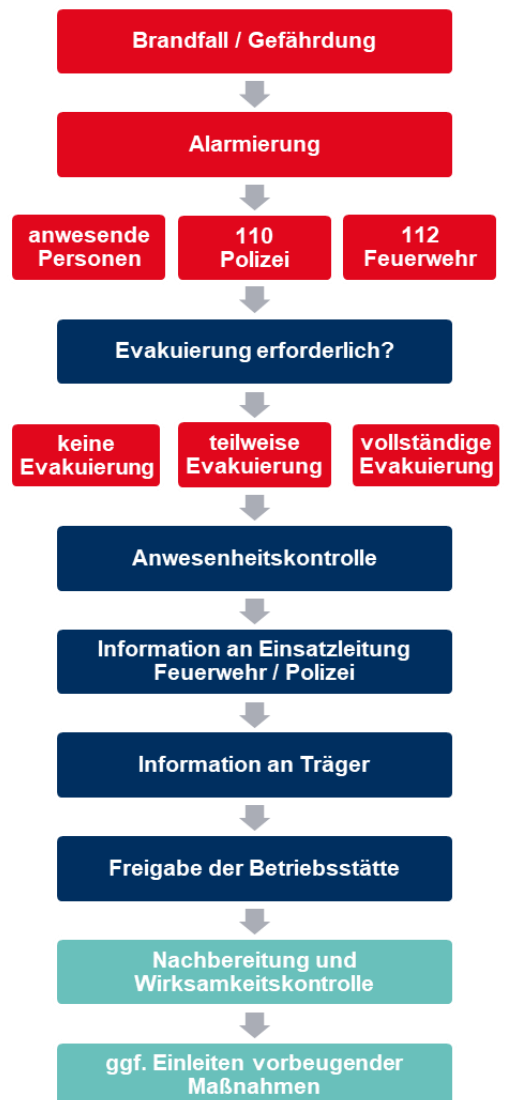 Brandfall / Gefährdung
Alarmierung
anwesende
Personen
110
Polizei
112
Feuerwehr
Evakuierung erforderlich?
keine
Evakuierung
teilweise
Evakuierung
vollständige
Evakuierung
Anwesenheitskontrolle
Information an Einsatzleitung
Feuerwehr / Polizei
Information an Träger
Freigabe der Betriebsstätte
Nachbereitung und
Wirksamkeitskontrolle
ggf. Einleiten vorbeugender
Maßnahmen